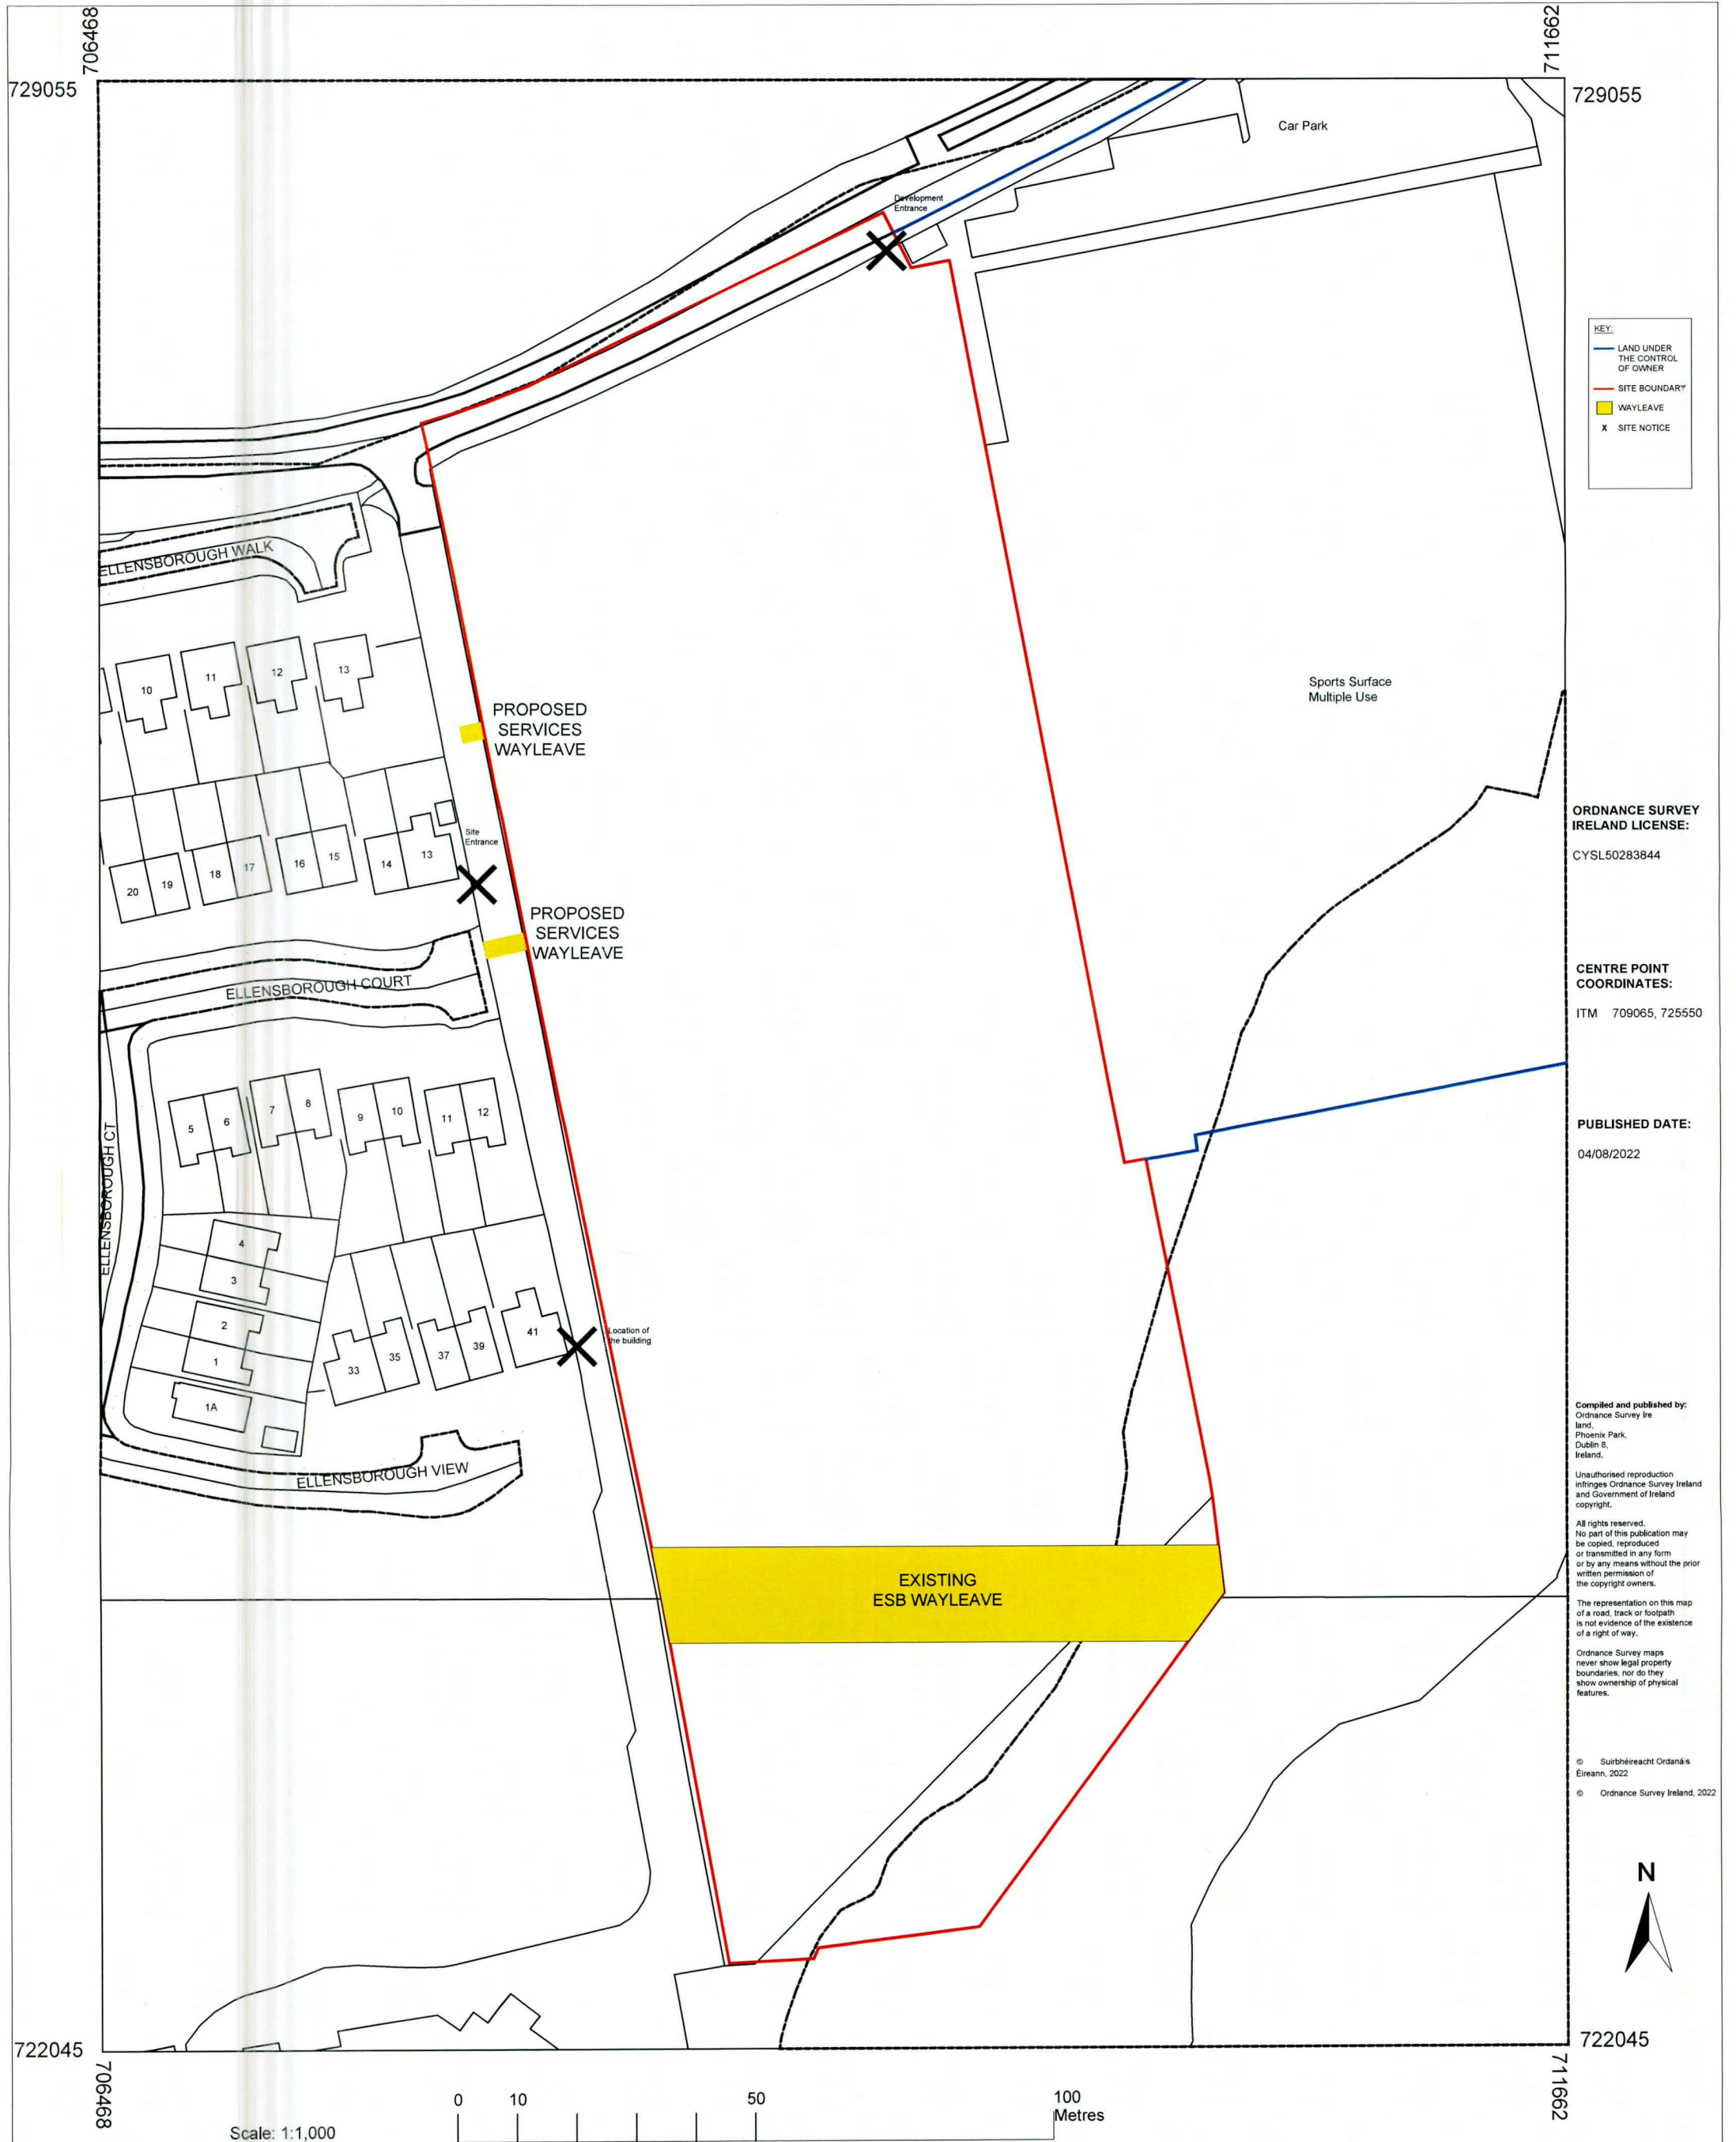 706468
711662
729055
729055
Car Park
Development
Entrance
KEY:
LAND UNDER
THE CONTROL
OF OWNER
SITE BOUNDARY
WAYLEAVE
X SITE NOTICE
ELLENSBOROUGH WALK
10
11
12
13
PROPOSED
SERVICES
WAYLEAVE
Sports Surface
Multiple Use
Site
Entrance
20
19
18
17
16
15
14
13
PROPOSED
SERVICES
WAYLEAVE
ELLENSBOROUGH COURT
ORDNANCE SURVEY
IRELAND LICENSE:
CYSL50283844
CENTRE POINT
COORDINATES:
ITM 709065, 725550
PUBLISHED DATE:
04/08/2022
5
6
7
8
9
10
11
12
ELLENSBOROUGH CT
4
3
2
1
1A
33
35
37
39
41
Location of
the building
ELLENSBOROUGH VIEW
EXISTING
ESB WAYLEAVE
Compiled and published by:
Ordnance Survey Ire
land,
Phoenix Park,
Dublin 8,
Ireland.
Unauthorised reproduction
infringes Ordnance Survey Ireland
and Government of Ireland
copyright.
All rights reserved.
No part of this publication may
be copied, reproduced
or transmitted in any form
or by any means without the prior
written permission of
the copyright owners.
The representation on this map
of a road, track or footpath
is not evidence of the existence
of a right of way.
Ordnance Survey maps
never show legal property
boundaries, nor do they
show ownership of physical
features.
© Suirbhéireacht Ordanáis
Éireann, 2022
© Ordnance Survey Ireland, 2022
N
722045
722045
706468
711662
0 10 50 100
Metres
Scale: 1:1,000